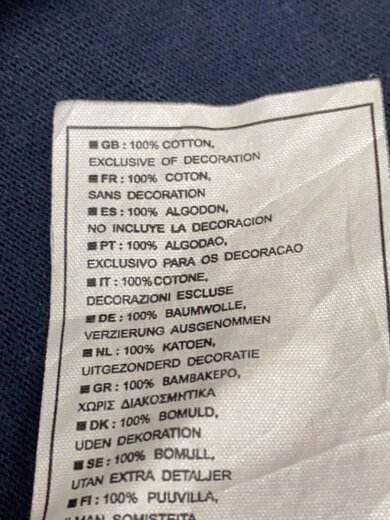 ■ GB : 100% COTTON,
EXCLUSIVE OF DECORATION
■ FR : 100% COTON,
SANS DECORATION
■ ES : 100% ALGODON,
NO INCLUYE LA DECORACION
■ PT : 100% ALGODAO,
EXCLUSIVO PARA OS DECORACAO
■ IT : 100%COTONE,
DECORAZIONI ESCLUSE
■ DE : 100% BAUMWOLLE,
VERZIERUNG AUSGENOMMEN
■ NL : 100% KATOEN,
UITGEZONDERD DECORATIE
■ GR : 100% BAMBAKEPO,
ΧΩΡΙΣ ΔΙΑΚΟΣΜΗΤΙΚΑ
■ DK : 100% BOMULD,
UDEN DEKORATION
■ SE : 100% BOMULL,
UTAN EXTRA DETALJER
■ FI : 100% PUUVILLA,
ILMAN SOMISTEITA